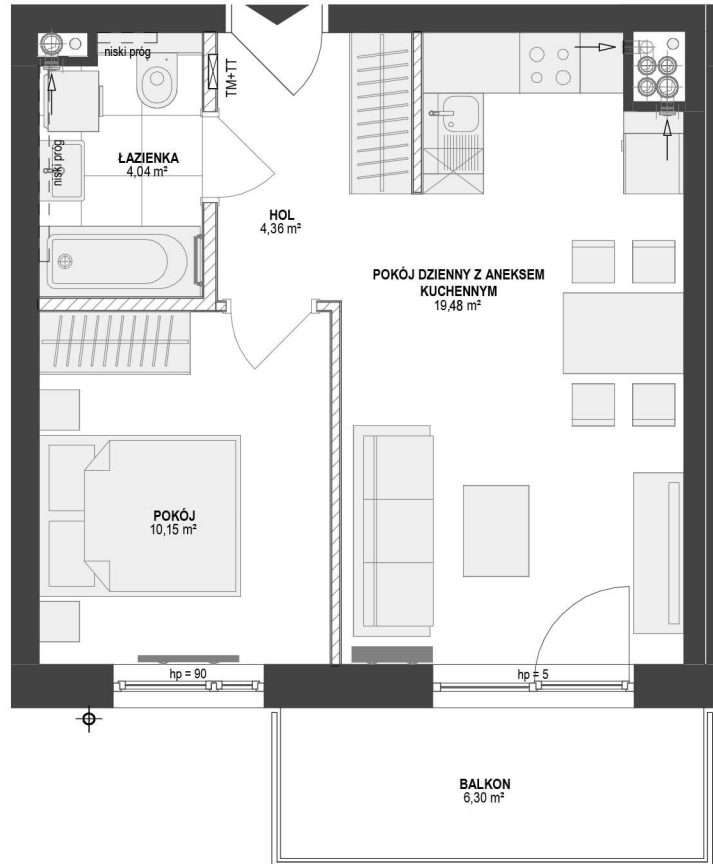 niski próg
TM+TT
ŁAZIENKA
4,04 m²
niski próg
HOL
4,36 m²
POKÓJ DZIENNY Z ANEKSEM
KUCHENNYM
19,48 m²
POKÓJ
10,15 m²
hp = 90
hp = 5
BALKON
6,30 m²